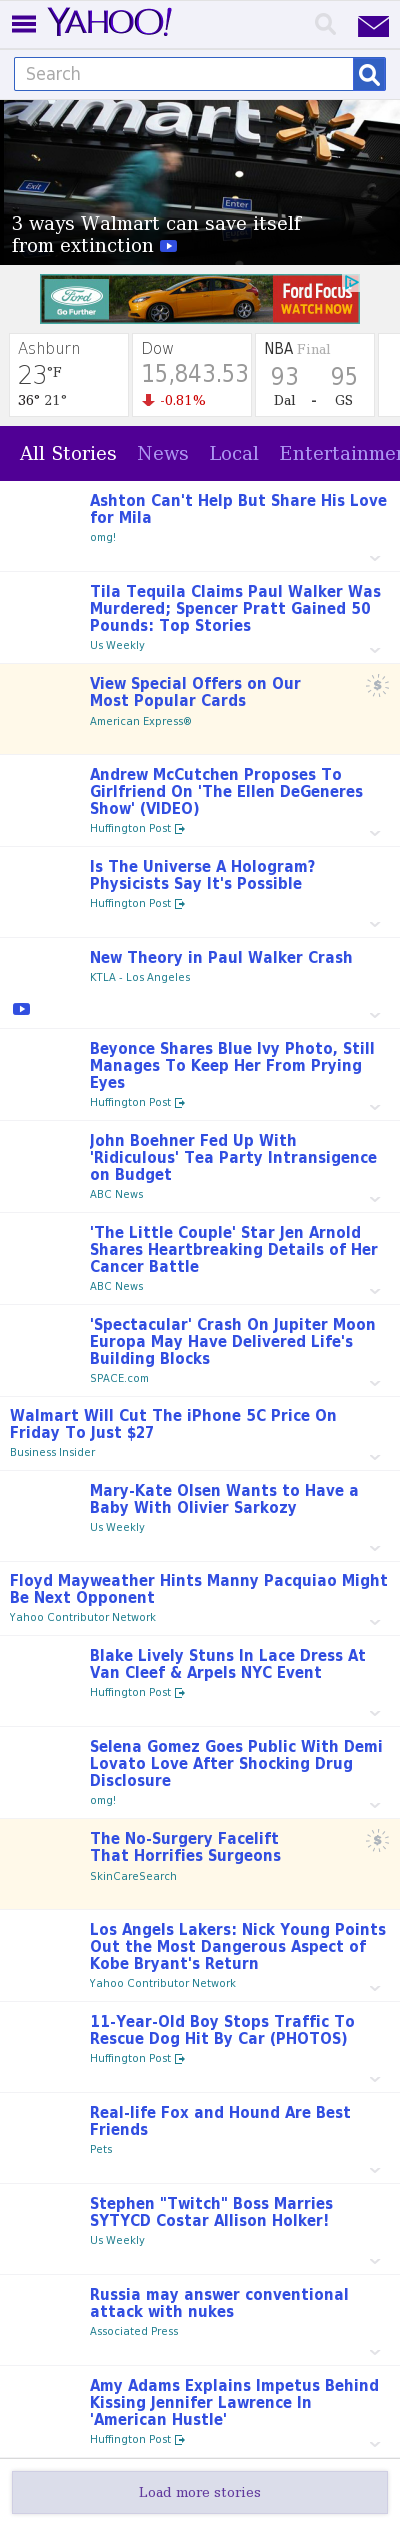 YAHOO!
Search
lmart
Exit
Enter
3 ways Walmart can save itself
from extinction
Ford
Go Further
Ford Focus
WATCH NOW
Ashburn
23°F
36° 21°
Dow
15,843.53
-0.81%
NBA Final
93 95
Dal - GS
All Stories News Local Entertainmen
Ashton Can't Help But Share His Love
for Mila
omg!
Tila Tequila Claims Paul Walker Was
Murdered; Spencer Pratt Gained 50
Pounds: Top Stories
Us Weekly
View Special Offers on Our
Most Popular Cards
American Express®
Andrew McCutchen Proposes To
Girlfriend On 'The Ellen DeGeneres
Show' (VIDEO)
Huffington Post
Is The Universe A Hologram?
Physicists Say It's Possible
Huffington Post
New Theory in Paul Walker Crash
KTLA - Los Angeles
Beyonce Shares Blue Ivy Photo, Still
Manages To Keep Her From Prying
Eyes
Huffington Post
John Boehner Fed Up With
'Ridiculous' Tea Party Intransigence
on Budget
ABC News
'The Little Couple' Star Jen Arnold
Shares Heartbreaking Details of Her
Cancer Battle
ABC News
'Spectacular' Crash On Jupiter Moon
Europa May Have Delivered Life's
Building Blocks
SPACE.com
Walmart Will Cut The iPhone 5C Price On
Friday To Just $27
Business Insider
Mary-Kate Olsen Wants to Have a
Baby With Olivier Sarkozy
Us Weekly
Floyd Mayweather Hints Manny Pacquiao Might
Be Next Opponent
Yahoo Contributor Network
Blake Lively Stuns In Lace Dress At
Van Cleef & Arpels NYC Event
Huffington Post
Selena Gomez Goes Public With Demi
Lovato Love After Shocking Drug
Disclosure
omg!
The No-Surgery Facelift
That Horrifies Surgeons
SkinCareSearch
Los Angels Lakers: Nick Young Points
Out the Most Dangerous Aspect of
Kobe Bryant's Return
Yahoo Contributor Network
11-Year-Old Boy Stops Traffic To
Rescue Dog Hit By Car (PHOTOS)
Huffington Post
Real-life Fox and Hound Are Best
Friends
Pets
Stephen "Twitch" Boss Marries
SYTYCD Costar Allison Holker!
Us Weekly
Russia may answer conventional
attack with nukes
Associated Press
Amy Adams Explains Impetus Behind
Kissing Jennifer Lawrence In
'American Hustle'
Huffington Post
Load more stories